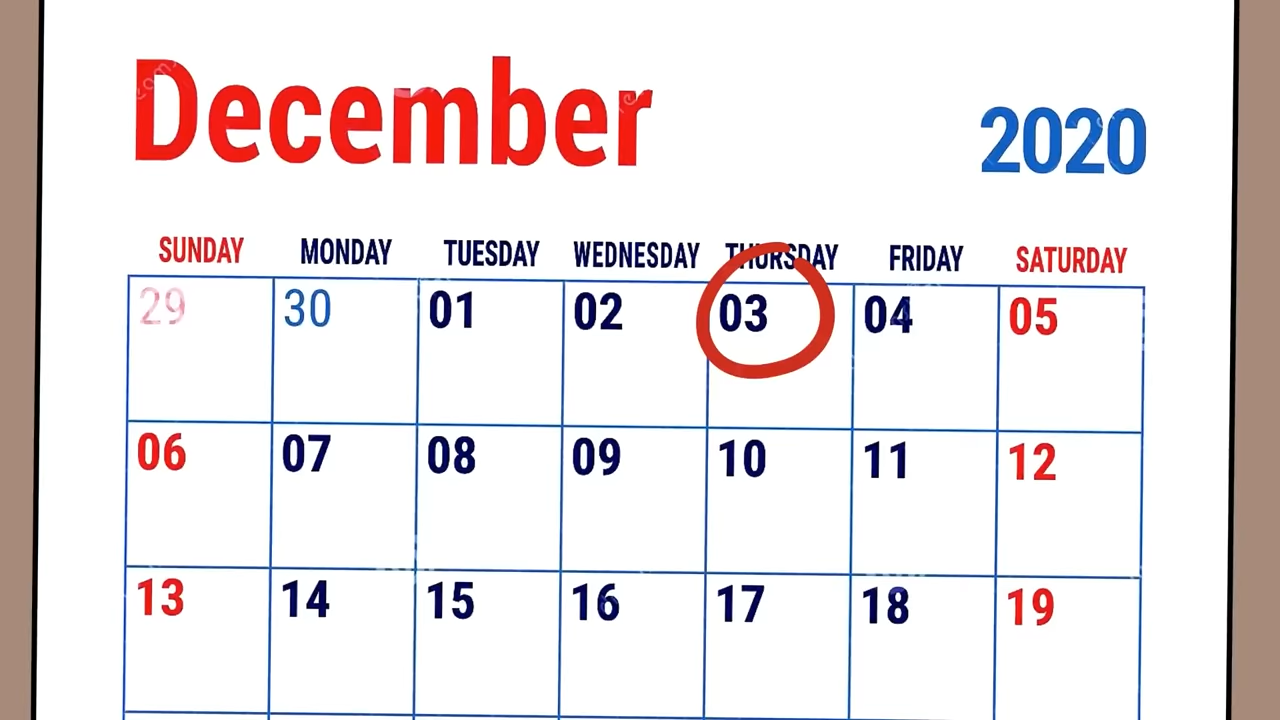 December
2020
SUNDAY MONDAY TUESDAY WEDNESDAY THURSDAY FRIDAY SATURDAY
29 30 01 02 03 04 05
06 07 08 09 10 11 12
13 14 15 16 17 18 19